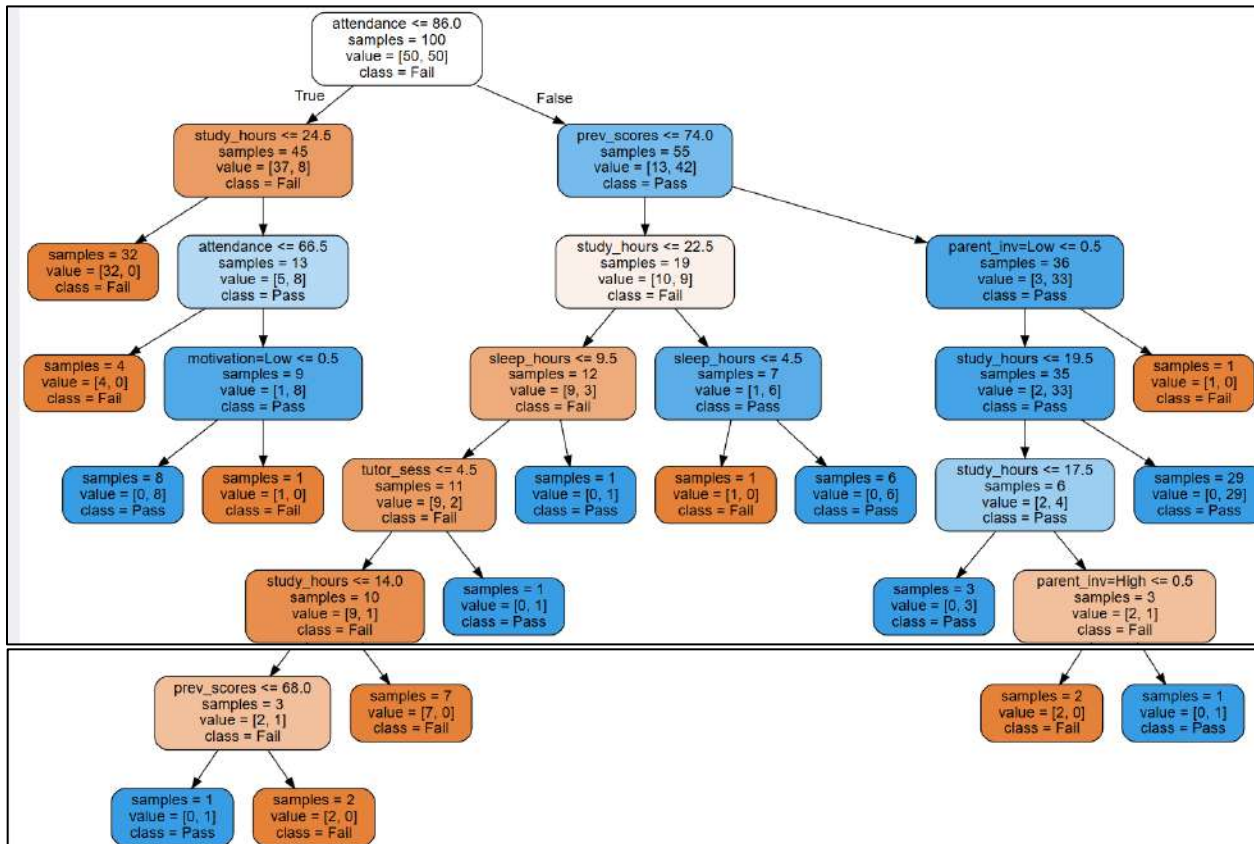 attendance <= 86.0
samples = 100
value = [50, 50]
class = Fail
True
False
study_hours <= 24.5
samples = 45
value = [37, 8]
class = Fail
prev_scores <= 74.0
samples = 55
value = [13, 42]
class = Pass
samples = 32
value = [32, 0]
class = Fail
attendance <= 66.5
samples = 13
value = [5, 8]
class = Pass
study_hours <= 22.5
samples = 19
value = [10, 9]
class = Fail
parent_inv=Low <= 0.5
samples = 36
value = [3, 33]
class = Pass
samples = 4
value = [4, 0]
class = Fail
motivation=Low <= 0.5
samples = 9
value = [1, 8]
class = Pass
sleep_hours <= 9.5
samples = 12
value = [9, 3]
class = Fail
sleep_hours <= 4.5
samples = 7
value = [1, 6]
class = Pass
study_hours <= 19.5
samples = 35
value = [2, 33]
class = Pass
samples = 1
value = [1, 0]
class = Fail
samples = 8
value = [0, 8]
class = Pass
samples = 1
value = [1, 0]
class = Fail
tutor_sess <= 4.5
samples = 11
value = [9, 2]
class = Fail
samples = 1
value = [0, 1]
class = Pass
samples = 1
value = [1, 0]
class = Fail
samples = 6
value = [0, 6]
class = Pass
study_hours <= 17.5
samples = 6
value = [2, 4]
class = Pass
samples = 29
value = [0, 29]
class = Pass
study_hours <= 14.0
samples = 10
value = [9, 1]
class = Fail
samples = 1
value = [0, 1]
class = Pass
samples = 3
value = [0, 3]
class = Pass
parent_inv=High <= 0.5
samples = 3
value = [2, 1]
class = Fail
prev_scores <= 68.0
samples = 3
value = [2, 1]
class = Fail
samples = 7
value = [7, 0]
class = Fail
samples = 2
value = [2, 0]
class = Fail
samples = 1
value = [0, 1]
class = Pass
samples = 1
value = [0, 1]
class = Pass
samples = 2
value = [2, 0]
class = Fail